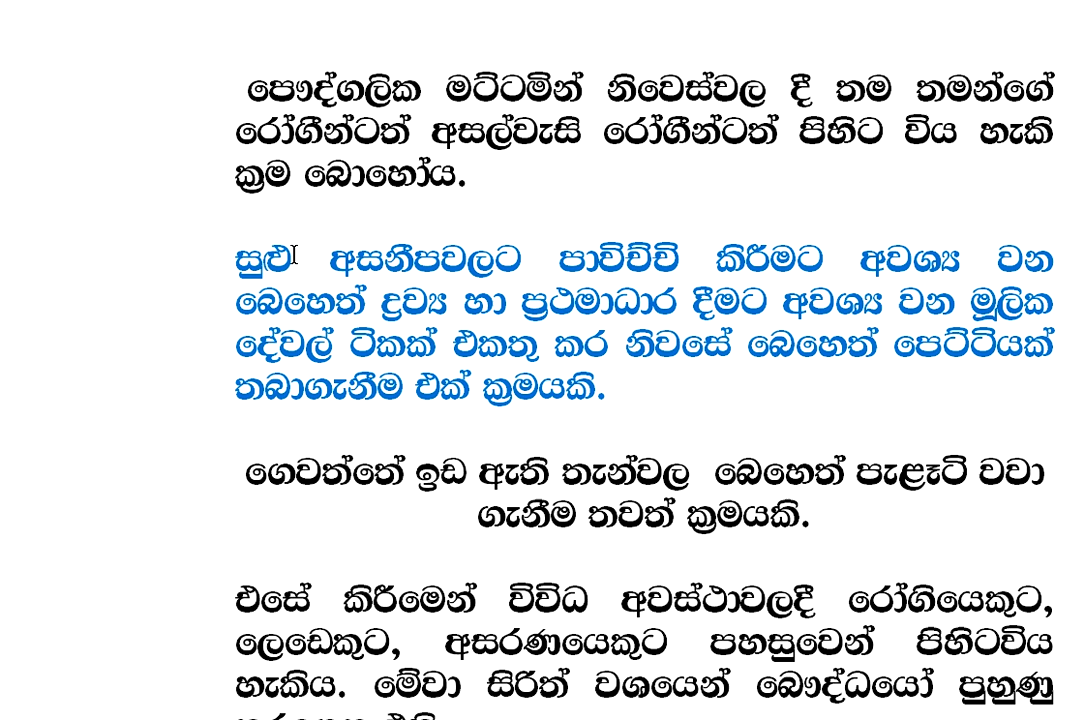 පෞද්ගලික මට්ටමින් නිවෙස්වල දී තම තමන්ගේ
රෝගීන්ටත් අසල්වැසි රෝගීන්ටත් පිහිට විය හැකි
ක්‍රම බොහෝය.
සුළු අසනීපවලට පාවිච්චි කිරීමට අවශ්‍ය වන
බෙහෙත් ද්‍රව්‍ය හා ප්‍රථමාධාර දීමට අවශ්‍ය වන මූලික
දේවල් ටිකක් එකතු කර නිවසේ බෙහෙත් පෙට්ටියක්
තබාගැනීම එක් ක්‍රමයකි.
ගෙවත්තේ ඉඩ ඇති තැන්වල බෙහෙත් පැළෑටි වවා
ගැනීම තවත් ක්‍රමයකි.
එසේ කිරීමෙන් විවිධ අවස්ථාවලදී රෝගියෙකුට,
ලෙඩෙකුට, අසරණයෙකුට පහසුවෙන් පිහිටවිය
හැකිය. මේවා සිරිත් වශයෙන් බෞද්ධයෝ පුහුණු